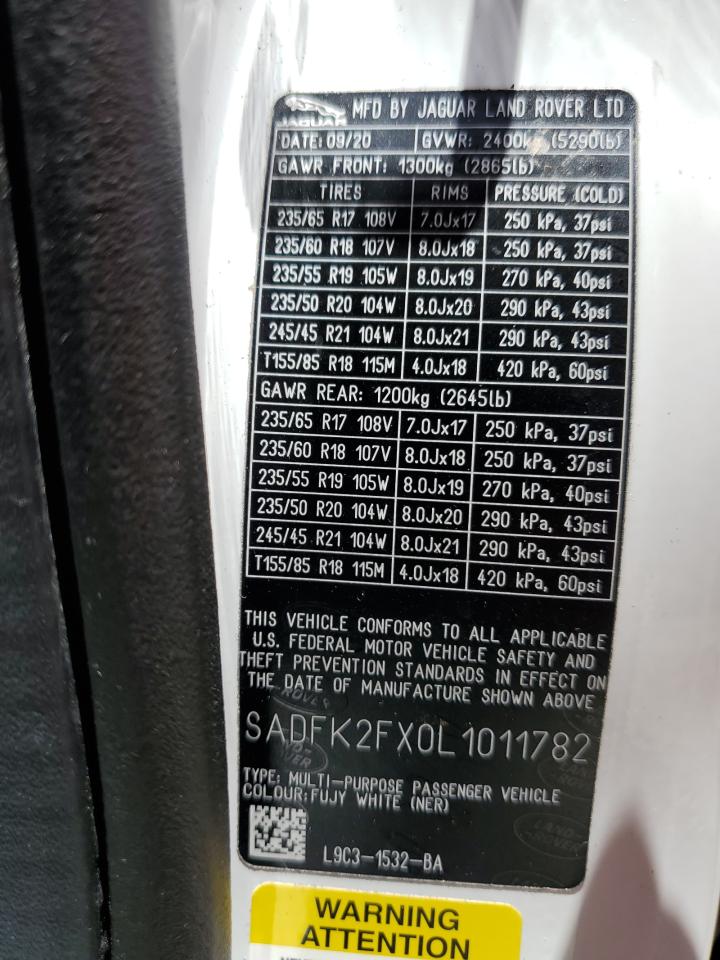 JAGUAR MFD BY JAGUAR LAND ROVER LTD
DATE: 09/20 GVWR: 2400kg (5290lb)
GAWR FRONT: 1300kg (2865lb)
TIRES RIMS PRESSURE (COLD)
235/65 R17 108V 7.0Jx17 250 kPa, 37psi
235/60 R18 107V 8.0Jx18 250 kPa, 37psi
235/55 R19 105W 8.0Jx19 270 kPa, 40psi
235/50 R20 104W 8.0Jx20 290 kPa, 43psi
245/45 R21 104W 8.0Jx21 290 kPa, 43psi
T155/85 R18 115M 4.0Jx18 420 kPa, 60psi
GAWR REAR: 1200kg (2645lb)
235/65 R17 108V 7.0Jx17 250 kPa, 37psi
235/60 R18 107V 8.0Jx18 250 kPa, 37psi
235/55 R19 105W 8.0Jx19 270 kPa, 40psi
235/50 R20 104W 8.0Jx20 290 kPa, 43psi
245/45 R21 104W 8.0Jx21 290 kPa, 43psi
T155/85 R18 115M 4.0Jx18 420 kPa, 60psi
THIS VEHICLE CONFORMS TO ALL APPLICABLE
U.S. FEDERAL MOTOR VEHICLE SAFETY AND
THEFT PREVENTION STANDARDS IN EFFECT ON
THE DATE OF MANUFACTURE SHOWN ABOVE
SADFK2FX0L1011782
TYPE: MULTI-PURPOSE PASSENGER VEHICLE
COLOUR: FUJY WHITE (NER)
L9C3-1532-BA
WARNING
ATTENTION